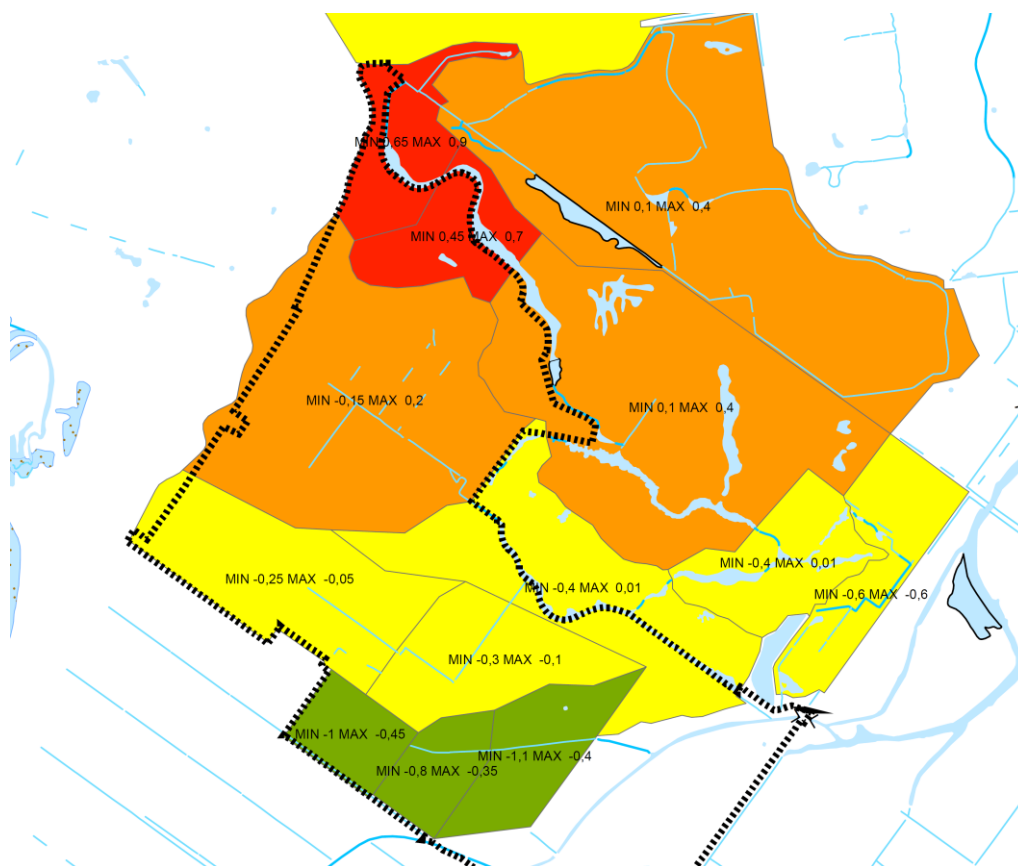 MIN 0,65 MAX  0,9
MIN 0,1 MAX  0,4
MIN 0,45 MAX  0,7
MIN -0,15 MAX  0,2
MIN 0,1 MAX  0,4
MIN -0,4 MAX  0,01
MIN -0,25 MAX  -0,05
MIN -0,4 MAX  0,01
MIN -0,6 MAX  -0,6
MIN -0,3 MAX  -0,1
MIN -1 MAX  -0,45
MIN -1,1 MAX  -0,4
MIN -0,8 MAX  -0,35